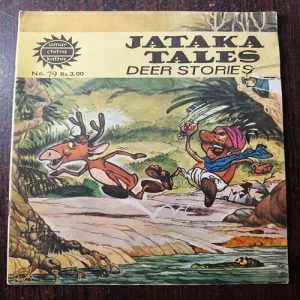 amar
chitra
katha
No. 79 Rs.3.00
JATAKA
TALES
DEER STORIES